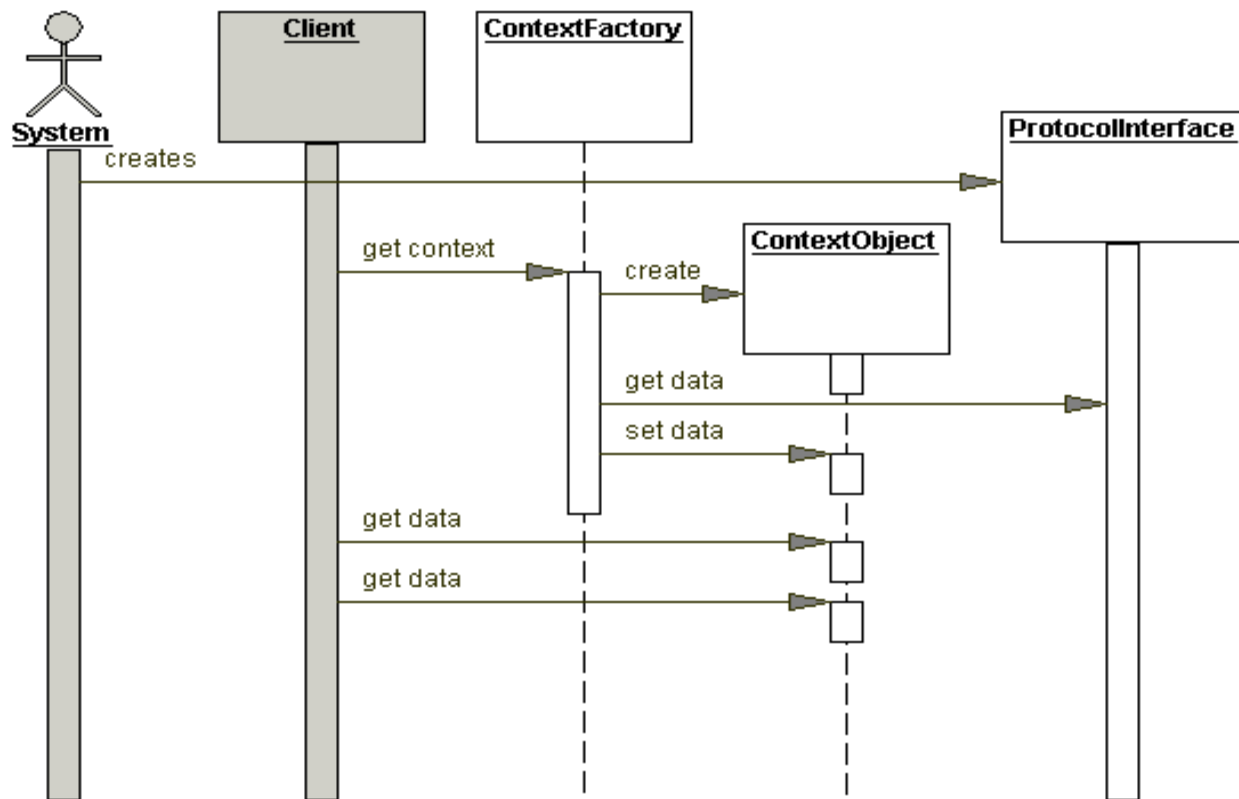 Client
ContextFactory
System
ProtocolInterface
creates
ContextObject
get context
create
get data
set data
get data
get data